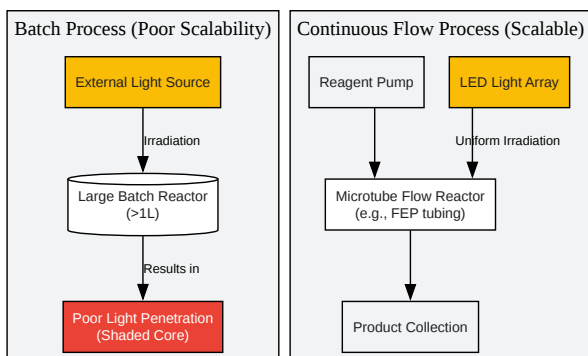 Batch Process (Poor Scalability)
External Light Source
Irradiation
Large Batch Reactor
(>1L)
Results in
Poor Light Penetration
(Shaded Core)
Continuous Flow Process (Scalable)
Reagent Pump
LED Light Array
Uniform Irradiation
Microtube Flow Reactor
(e.g., FEP tubing)
Product Collection